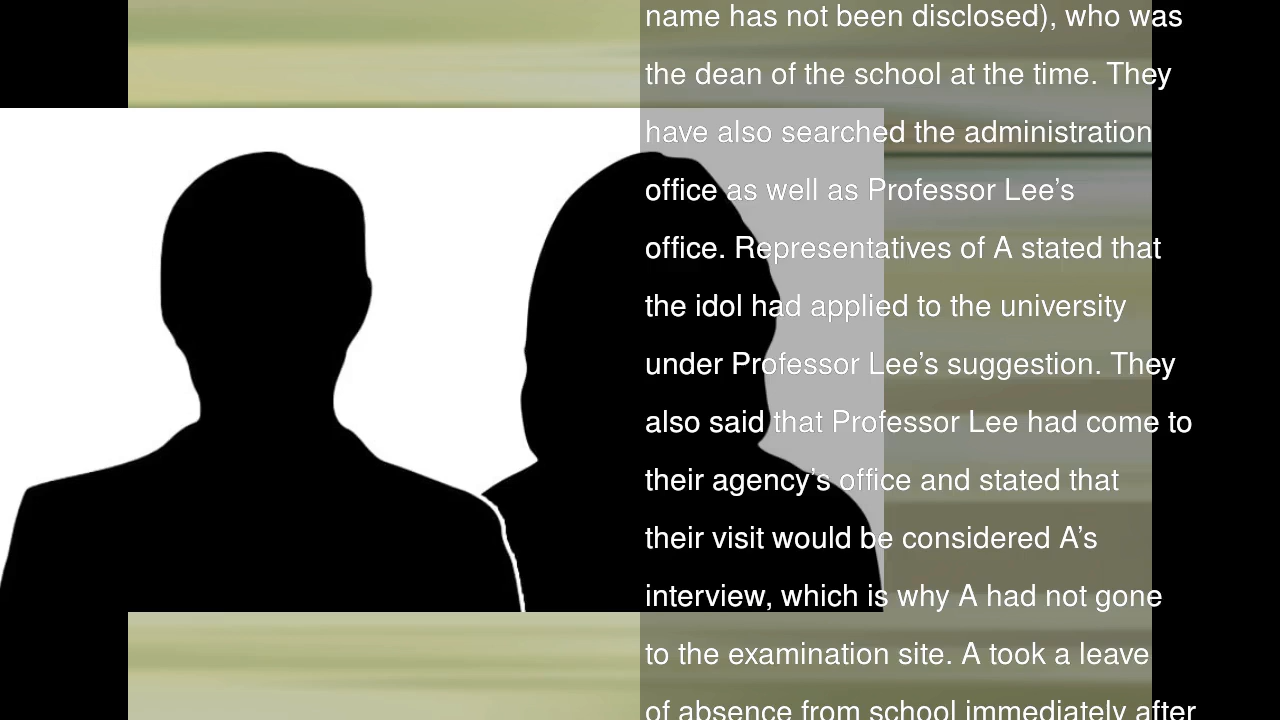 name has not been disclosed), who was
the dean of the school at the time. They
have also searched the administration
office as well as Professor Lee’s
office. Representatives of A stated that
the idol had applied to the university
under Professor Lee’s suggestion. They
also said that Professor Lee had come to
their agency’s office and stated that
their visit would be considered A’s
interview, which is why A had not gone
to the examination site. A took a leave
of absence from school immediately after